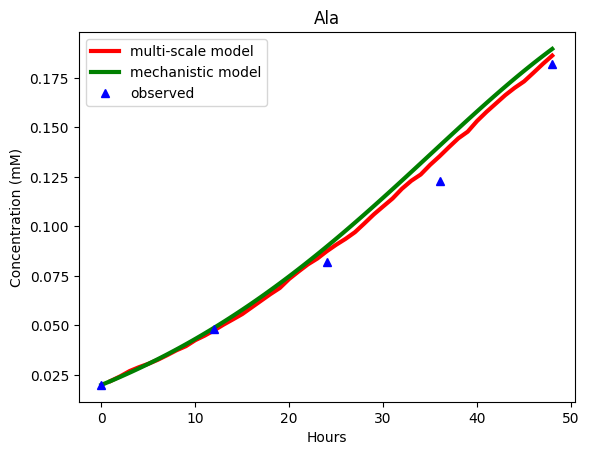 Ala
multi-scale model
mechanistic model
observed
0.175
0.150
0.125
0.100
0.075
0.050
0.025
Concentration (mM)
0 10 20 30 40 50
Hours